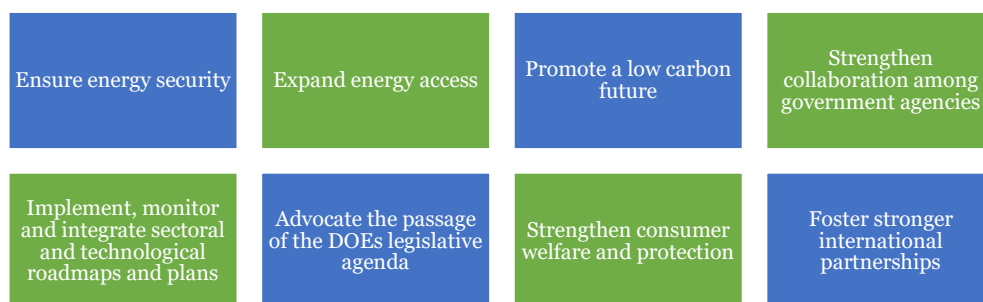 Ensure energy security
Expand energy access
Promote a low carbon
future
Strengthen
collaboration among
government agencies
Implement, monitor
and integrate sectoral
and technological
roadmaps and plans
Advocate the passage
of the DOEs legislative
agenda
Strengthen consumer
welfare and protection
Foster stronger
international
partnerships